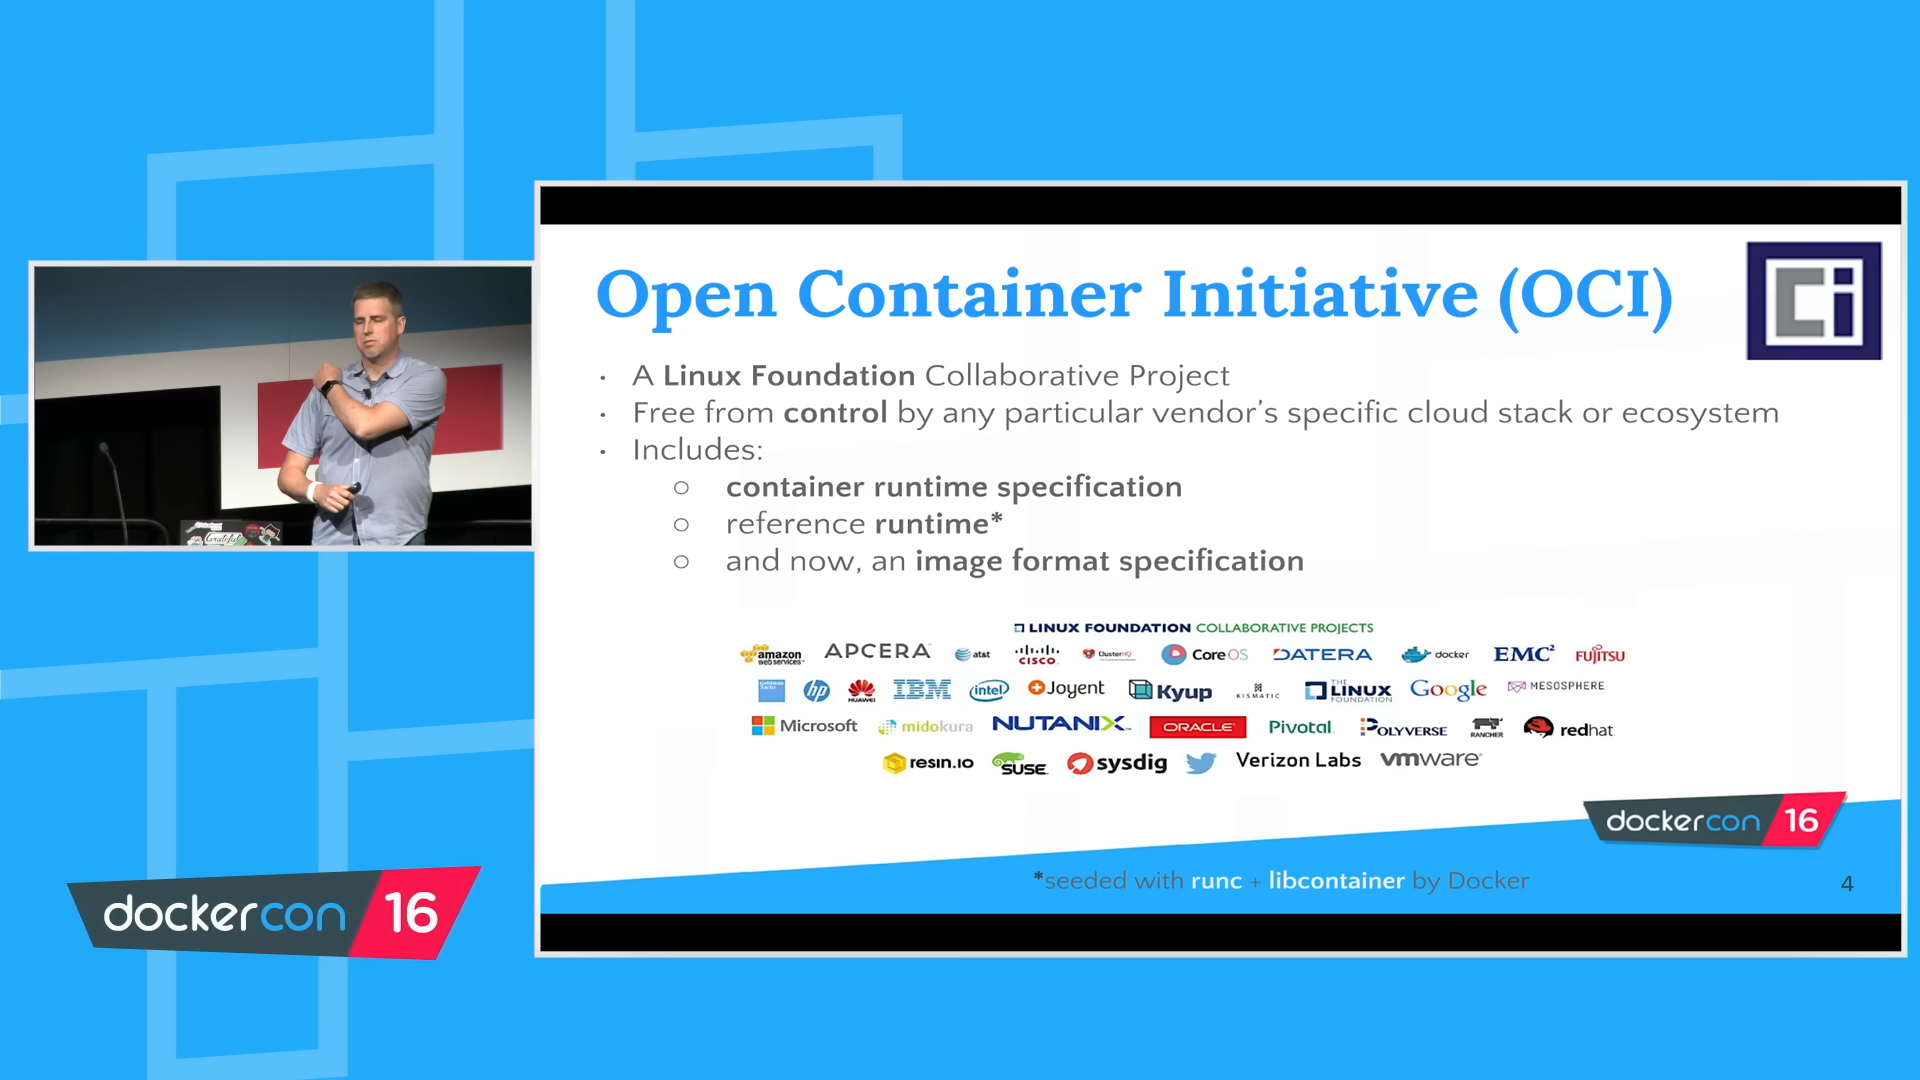 Open Container Initiative (OCI)
Ci
• A Linux Foundation Collaborative Project
• Free from control by any particular vendor's specific cloud stack or ecosystem
• Includes:
○ container runtime specification
○ reference runtime*
○ and now, an image format specification
LINUX FOUNDATION COLLABORATIVE PROJECTS
amazon web services APCERA at&t CISCO ClusterHQ CoreOS DATERA docker EMC² FUJITSU
Goldman Sachs hp HUAWEI IBM intel Joyent Kyup KISMATIC THE LINUX FOUNDATION Google MESOSPHERE
Microsoft midokura NUTANIX ORACLE Pivotal POLYVERSE RANCHER redhat
resin.io SUSE sysdig Verizon Labs vmware
dockercon 16
*seeded with runc + libcontainer by Docker
4
Grateful
dockercon 16